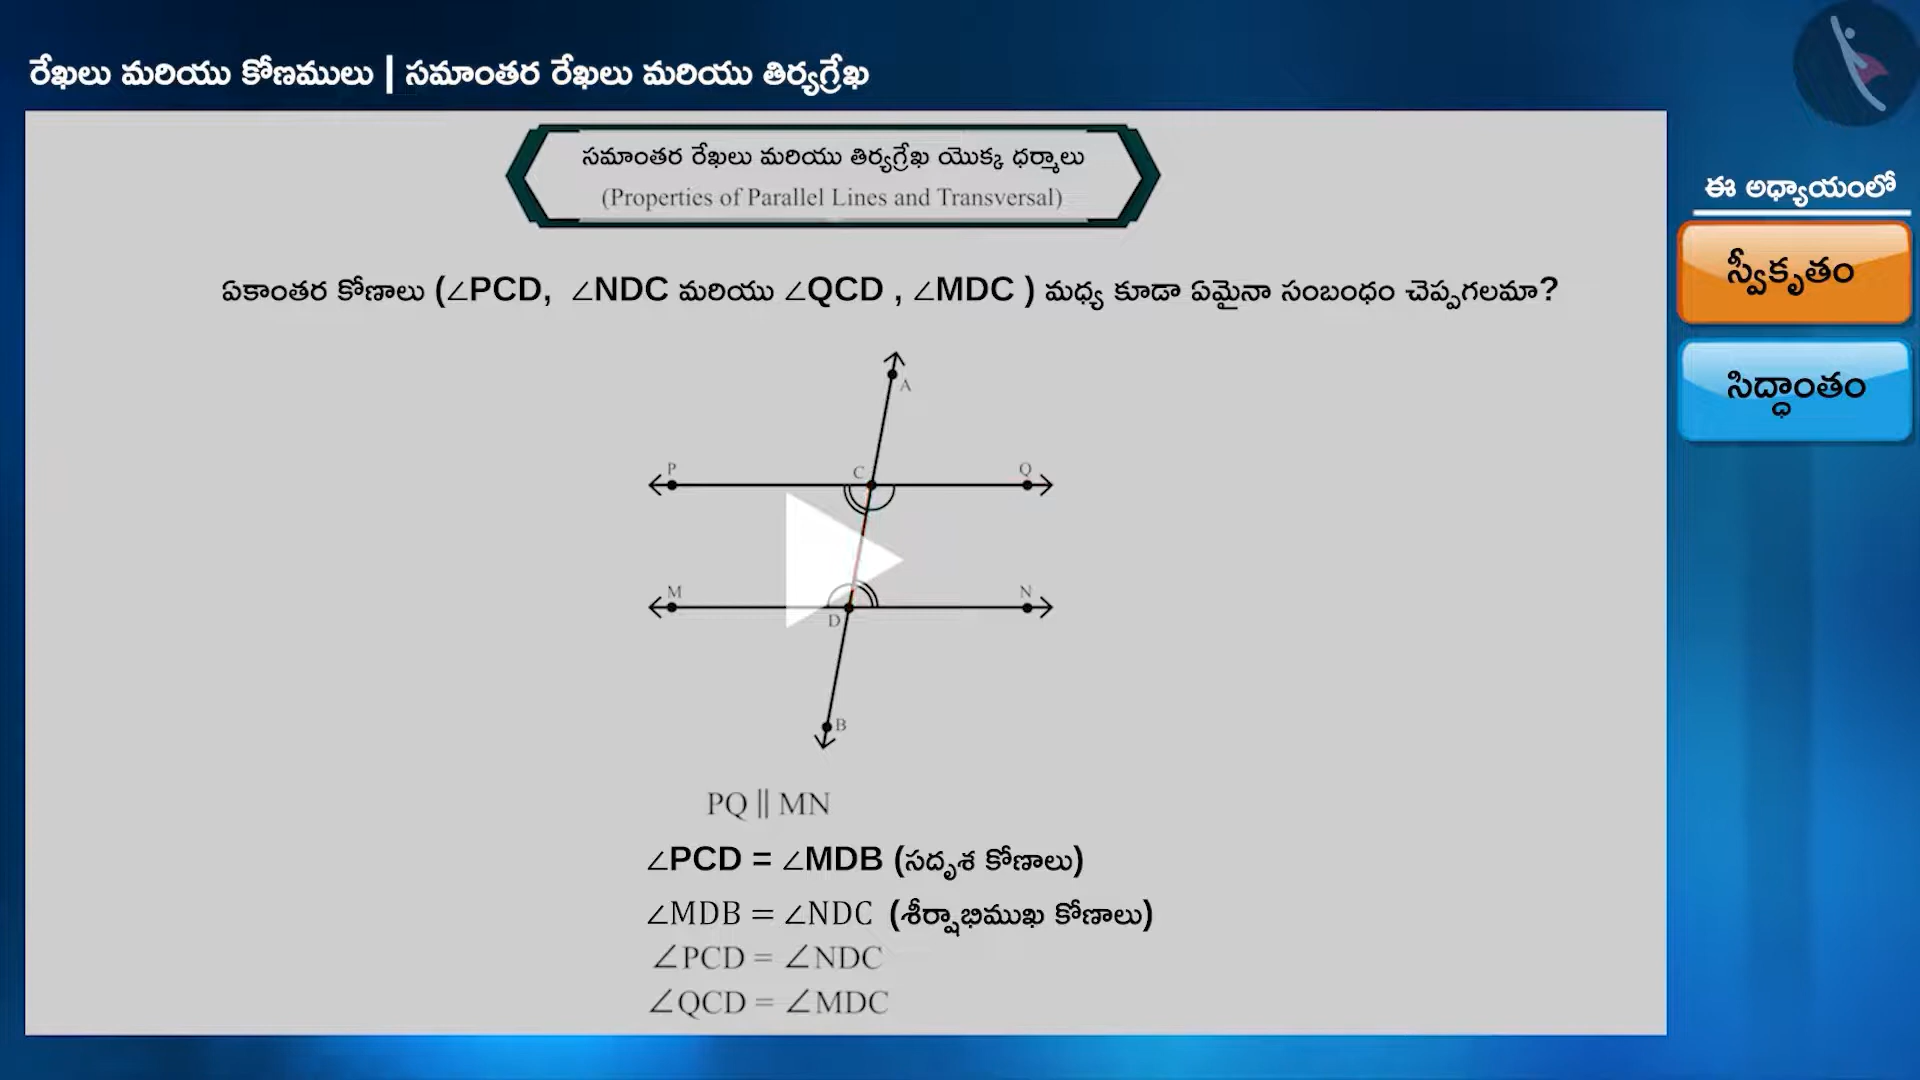 రేఖలు మరియు కోణములు | సమాంతర రేఖలు మరియు తిర్యగ్రేఖ
సమాంతర రేఖలు మరియు తిర్యగ్రేఖ యొక్క ధర్మాలు
(Properties of Parallel Lines and Transversal)
ఈ అధ్యాయంలో
స్వీకృతం
సిద్ధాంతం
ఏకాంతర కోణాలు (∠PCD, ∠NDC మరియు ∠QCD , ∠MDC ) మధ్య కూడా ఏమైనా సంబంధం చెప్పగలమా?
A
P C Q
M N
D
B
PQ || MN
∠PCD = ∠MDB (సదృశ కోణాలు)
∠MDB = ∠NDC (శీర్షాభిముఖ కోణాలు)
∠PCD = ∠NDC
∠QCD = ∠MDC